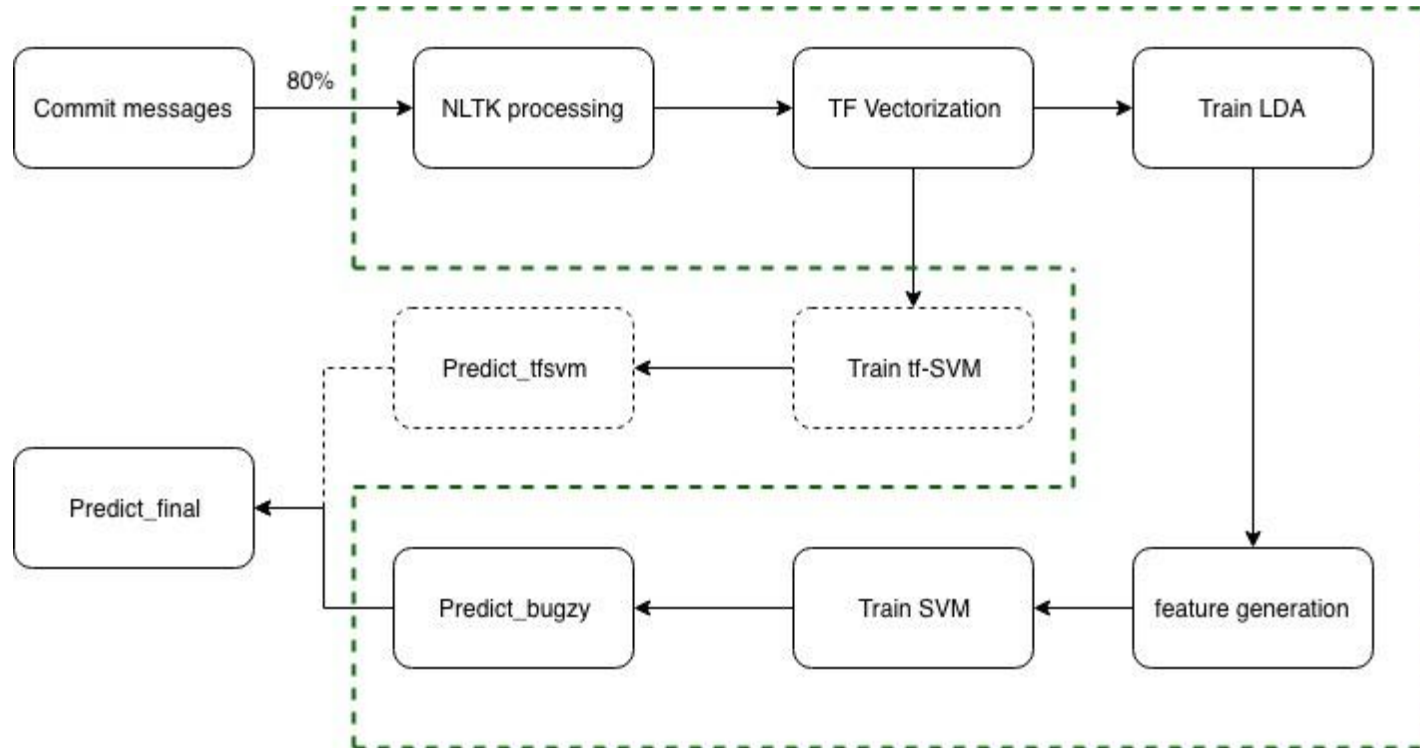 80%
Commit messages
NLTK processing
TF Vectorization
Train LDA
Predict_tfsvm
Train tf-SVM
Predict_final
Predict_bugzy
Train SVM
feature generation